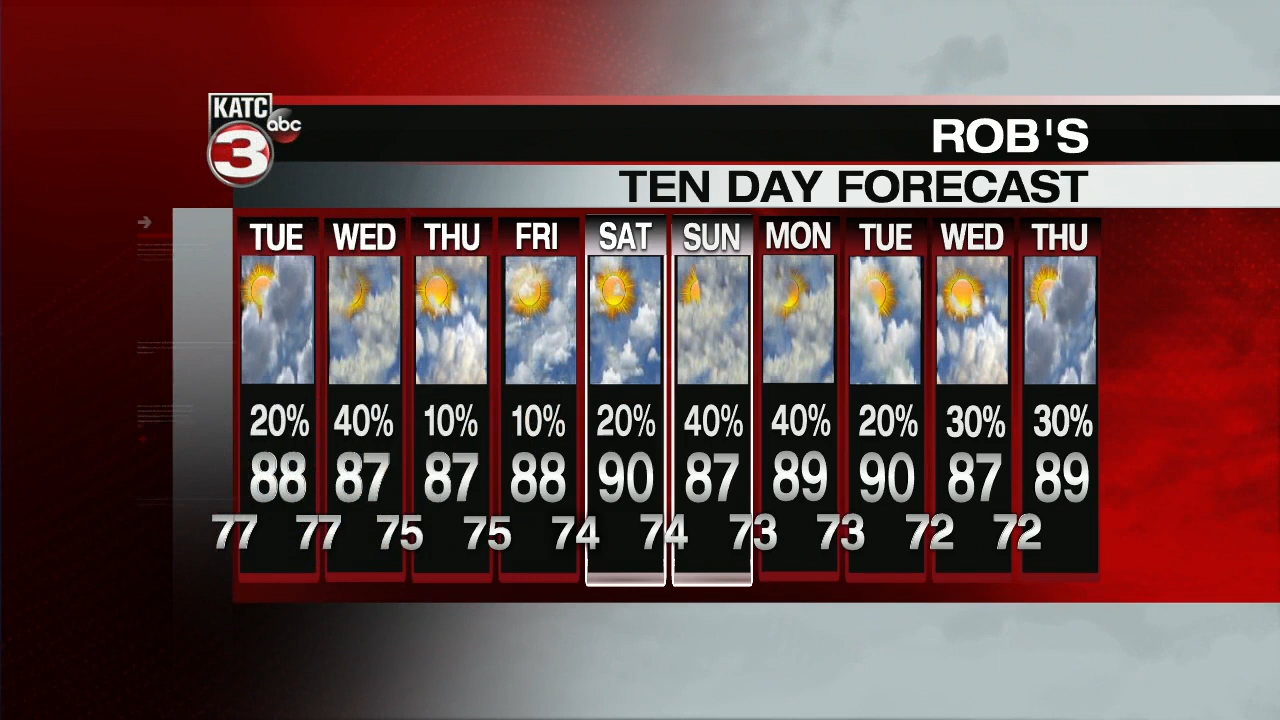 KATC
abc
3
ROB'S
TEN DAY FORECAST
TUE WED THU FRI SAT SUN MON TUE WED THU
20% 40% 10% 10% 20% 40% 40% 20% 30% 30%
88 87 87 88 90 87 89 90 87 89
77 77 75 75 74 74 73 73 72 72